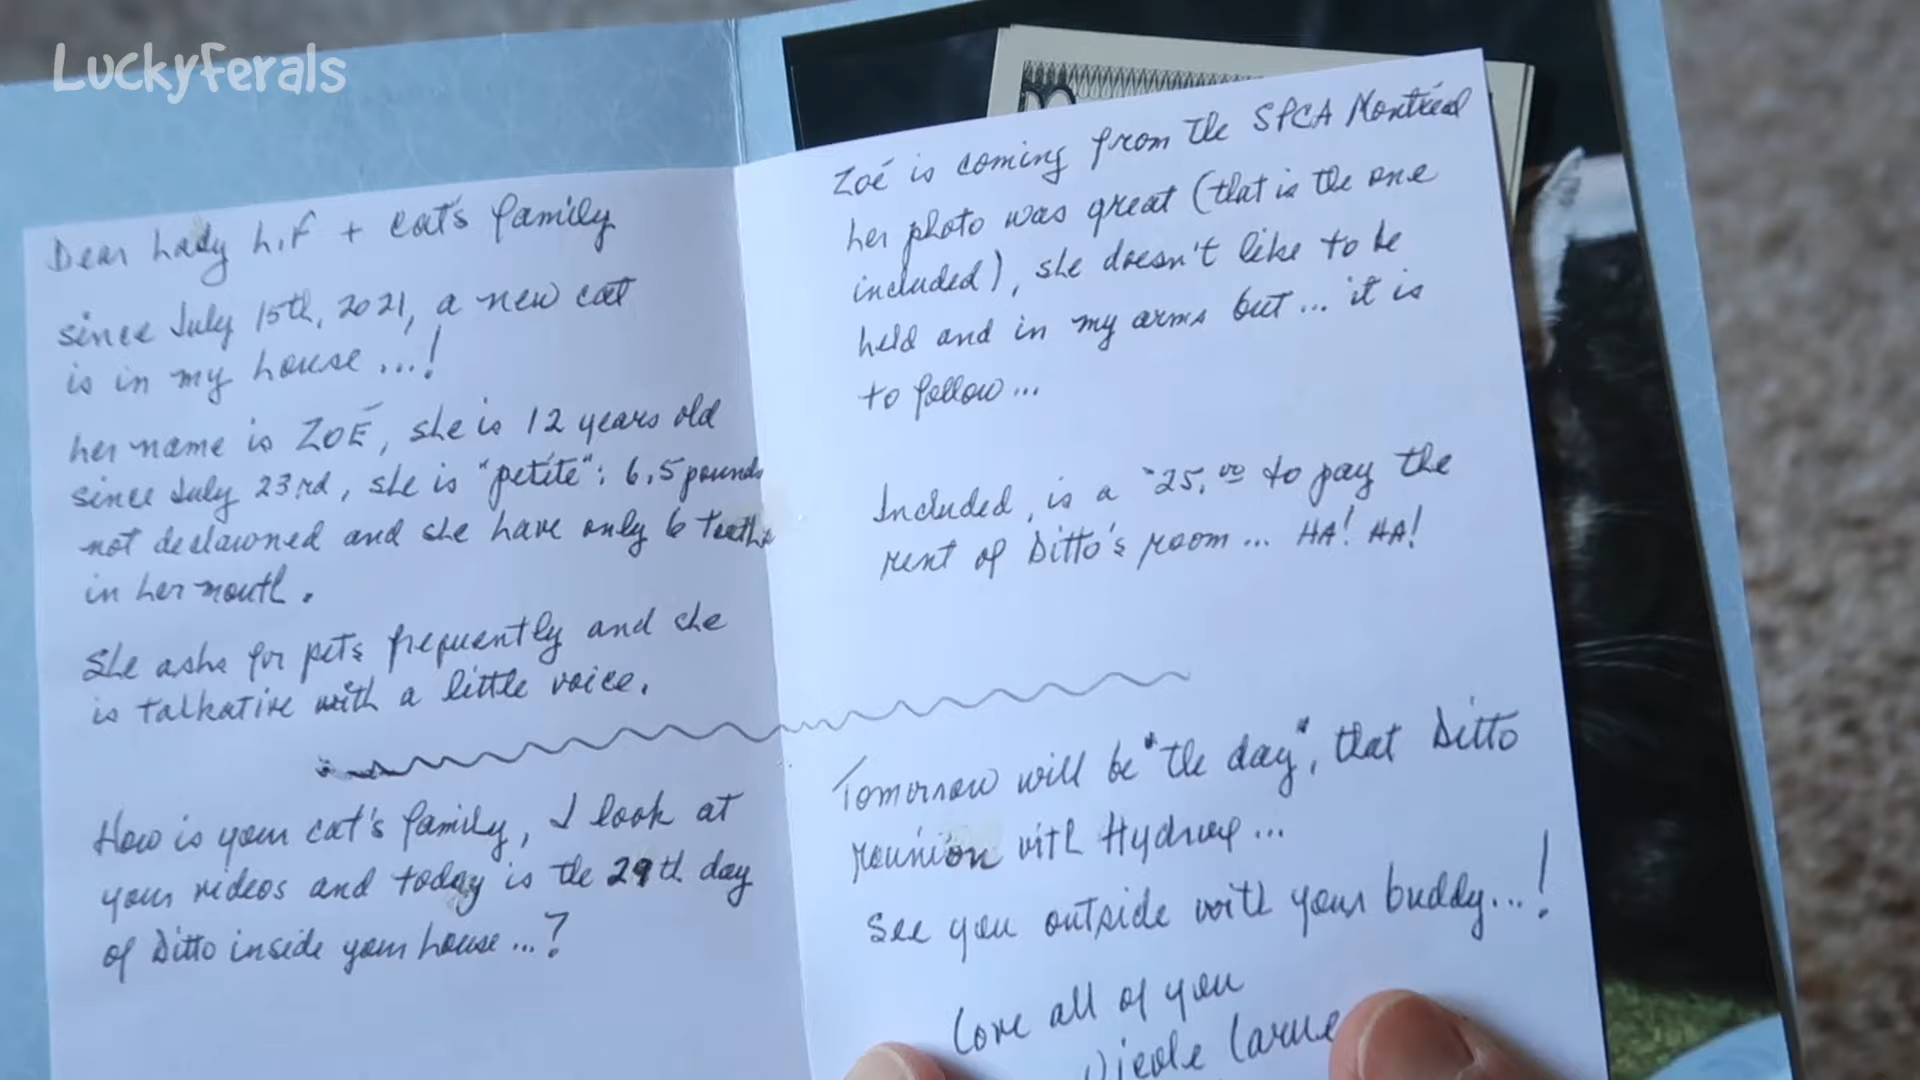 LuckyFerals
Dear Lady L.F + cat's family
since July 15th, 2021, a new cat
is in my house...!
her name is ZOÉ, she is 12 years old
since July 23rd, she is "petite": 6,5 pounds
not declawned and she have only 6 teeths
in her mouth.
She asks for pets frequently and she
is talkative with a little voice.
How is your cat's family, I look at
your videos and today is the 29th day
of Ditto inside your house...?
Zoé is coming from the SPCA Montréal
her photo was great (that is the one
included), she doesn't like to be
held and in my arms but... it is
to follow...
Included, is a 25.00 to pay the
rent of Ditto's room... HA! HA!
Tomorrow will be "the day", that Ditto
reunion with
See you outside with your buddy...!
Love all of you
Nicole Larue